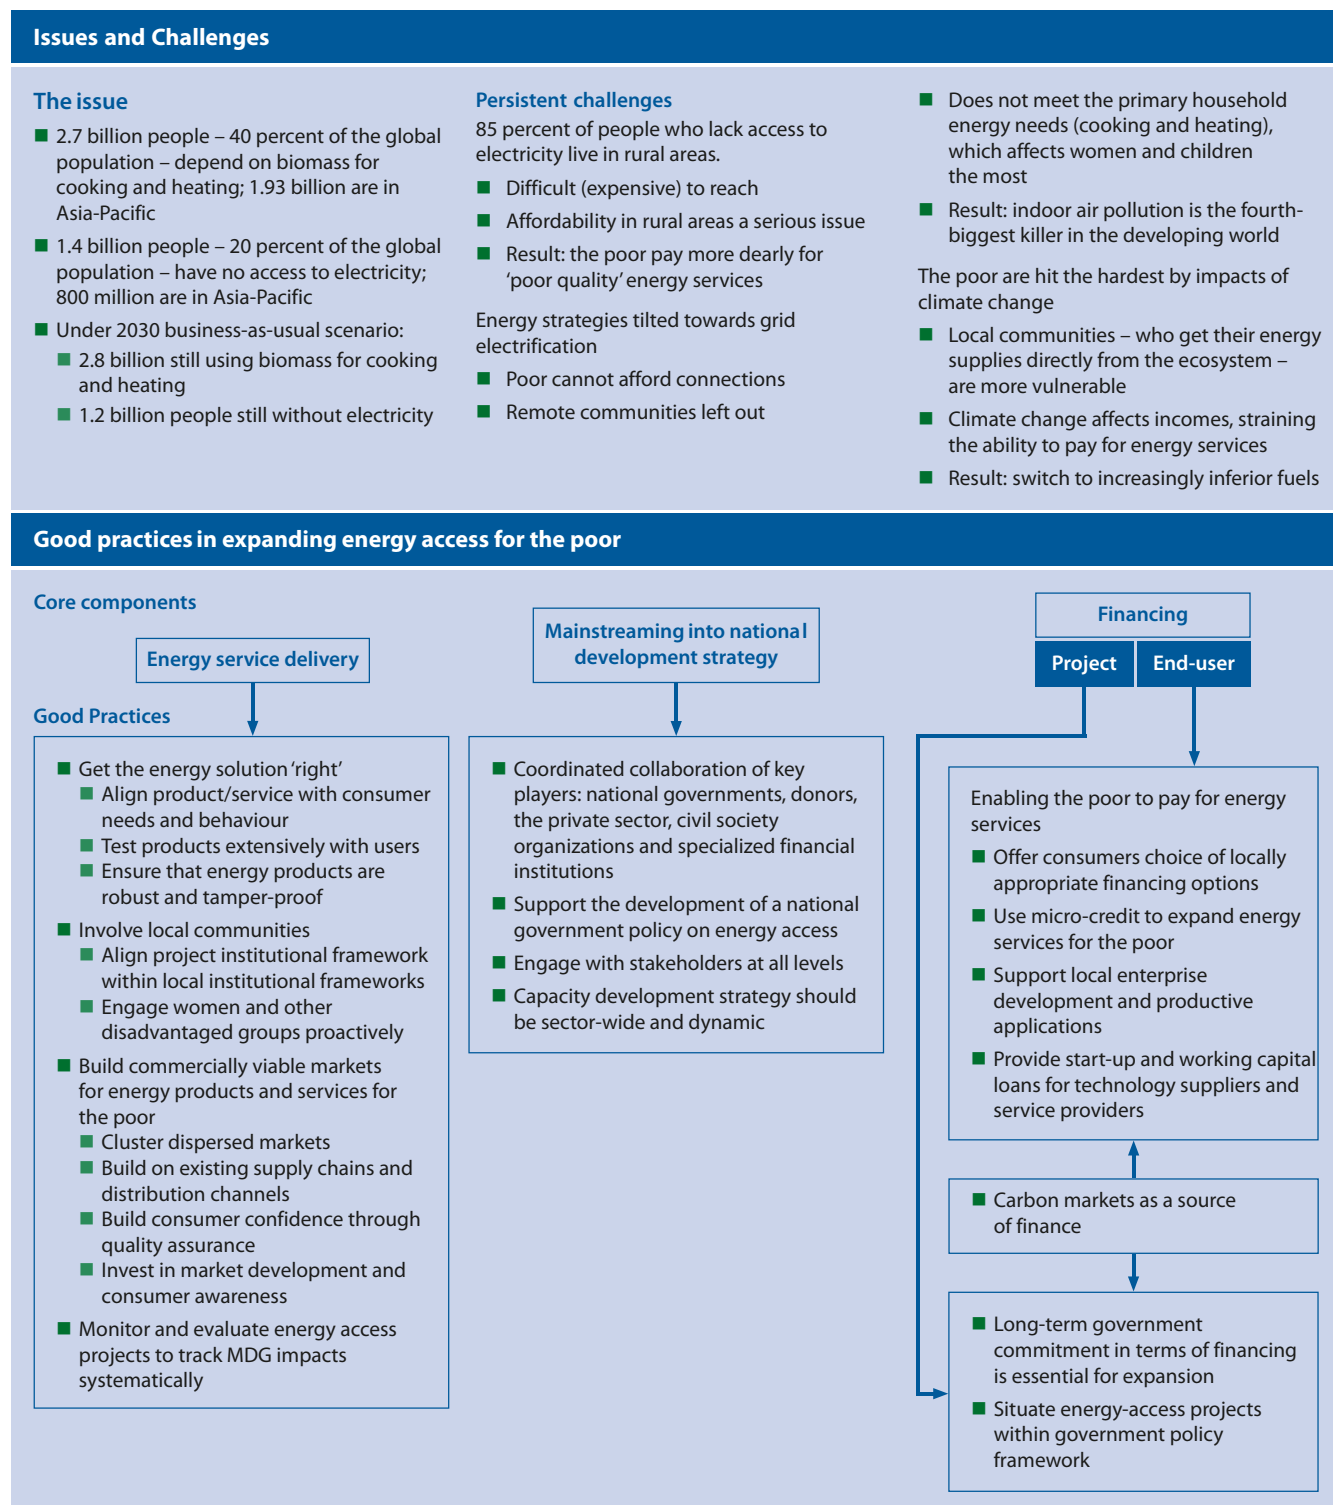 Issues and Challenges
The issue
■ 2.7 billion people – 40 percent of the global
population – depend on biomass for
cooking and heating; 1.93 billion are in
Asia-Pacific
■ 1.4 billion people – 20 percent of the global
population – have no access to electricity;
800 million are in Asia-Pacific
■ Under 2030 business-as-usual scenario:
■ 2.8 billion still using biomass for cooking
and heating
■ 1.2 billion people still without electricity
Persistent challenges
85 percent of people who lack access to
electricity live in rural areas.
■ Difficult (expensive) to reach
■ Affordability in rural areas a serious issue
■ Result: the poor pay more dearly for
‘poor quality’ energy services
Energy strategies tilted towards grid
electrification
■ Poor cannot afford connections
■ Remote communities left out
■ Does not meet the primary household
energy needs (cooking and heating),
which affects women and children
the most
■ Result: indoor air pollution is the fourth-
biggest killer in the developing world
The poor are hit the hardest by impacts of
climate change
■ Local communities – who get their energy
supplies directly from the ecosystem –
are more vulnerable
■ Climate change affects incomes, straining
the ability to pay for energy services
■ Result: switch to increasingly inferior fuels
Good practices in expanding energy access for the poor
Core components
Energy service delivery
Good Practices
■ Get the energy solution ‘right’
■ Align product/service with consumer
needs and behaviour
■ Test products extensively with users
■ Ensure that energy products are
robust and tamper-proof
■ Involve local communities
■ Align project institutional framework
within local institutional frameworks
■ Engage women and other
disadvantaged groups proactively
■ Build commercially viable markets
for energy products and services for
the poor
■ Cluster dispersed markets
■ Build on existing supply chains and
distribution channels
■ Build consumer confidence through
quality assurance
■ Invest in market development and
consumer awareness
■ Monitor and evaluate energy access
projects to track MDG impacts
systematically
Mainstreaming into national
development strategy
■ Coordinated collaboration of key
players: national governments, donors,
the private sector, civil society
organizations and specialized financial
institutions
■ Support the development of a national
government policy on energy access
■ Engage with stakeholders at all levels
■ Capacity development strategy should
be sector-wide and dynamic
Financing
Project End-user
Enabling the poor to pay for energy
services
■ Offer consumers choice of locally
appropriate financing options
■ Use micro-credit to expand energy
services for the poor
■ Support local enterprise
development and productive
applications
■ Provide start-up and working capital
loans for technology suppliers and
service providers
■ Carbon markets as a source
of finance
■ Long-term government
commitment in terms of financing
is essential for expansion
■ Situate energy-access projects
within government policy
framework